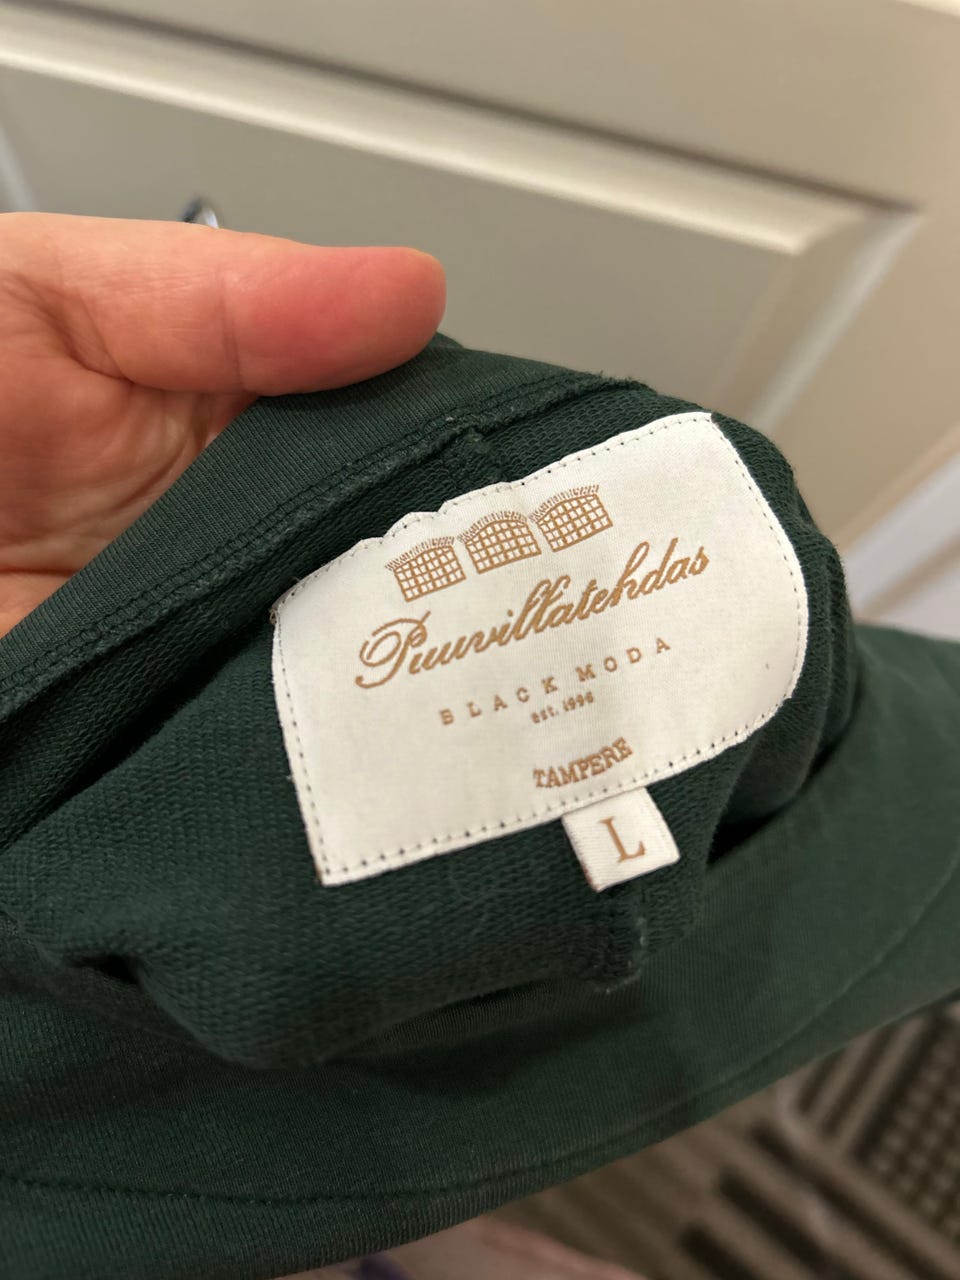 Puuvillatehdas
BLACK MODA
est. 1996
TAMPERE
L